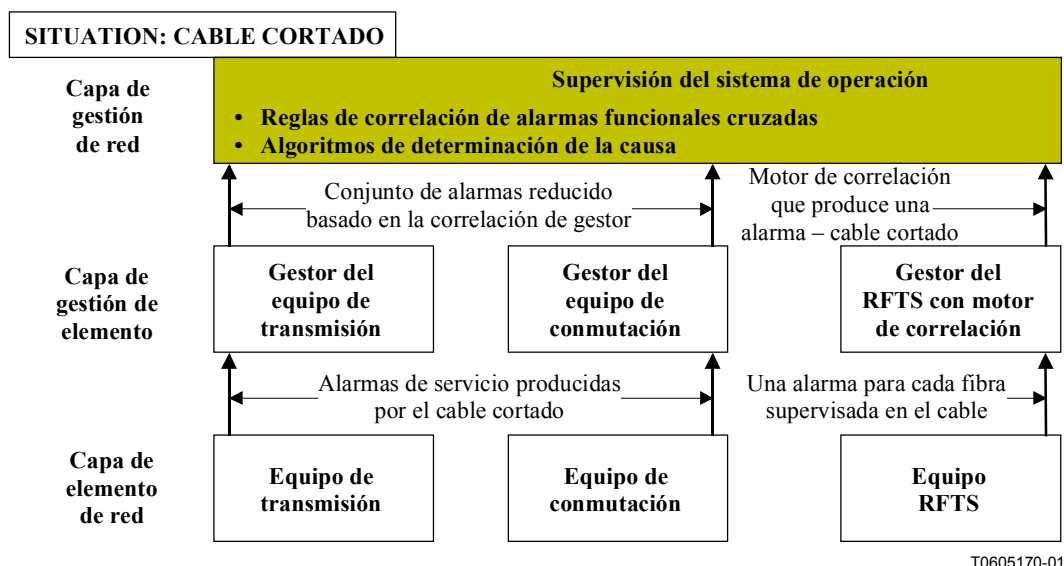 SITUATION: CABLE CORTADO
Capa de
gestión
de red
Supervisión del sistema de operación
• Reglas de correlación de alarmas funcionales cruzadas
• Algoritmos de determinación de la causa
Conjunto de alarmas reducido
basado en la correlación de gestor
Motor de correlación
que produce una
alarma – cable cortado
Capa de
gestión de
elemento
Gestor del
equipo de
transmisión
Gestor del
equipo de
conmutación
Gestor del
RFTS con motor
de correlación
Alarmas de servicio producidas
por el cable cortado
Una alarma para cada fibra
supervisada en el cable
Capa de
elemento
de red
Equipo de
transmisión
Equipo de
conmutación
Equipo
RFTS
T0605170-01